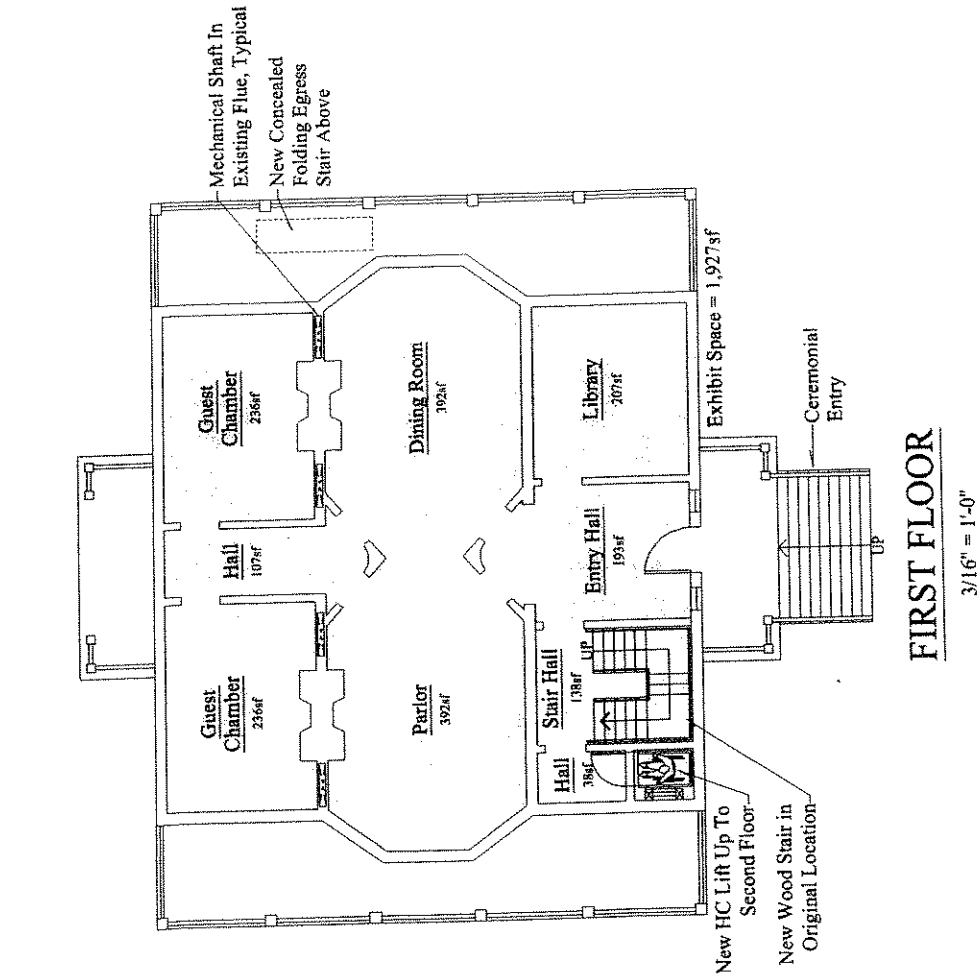 Mechanical Shaft In
Existing Flue, Typical
New Concealed
Folding Egress
Stair Above
Guest
Chamber
236sf
Hall
107sf
Guest
Chamber
236sf
Parlor
392sf
Dining Room
392sf
Hall
38sf
Stair Hall
138sf
UP
Entry Hall
193sf
Library
207sf
Exhibit Space = 1,927sf
New HC Lift Up To
Second Floor
New Wood Stair in
Original Location
Ceremonial
Entry
UP
FIRST FLOOR
3/16" = 1'-0"